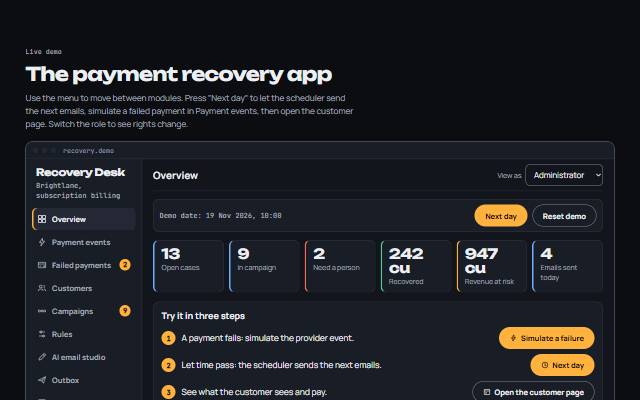 Live demo
The payment recovery app
Use the menu to move between modules. Press "Next day" to let the scheduler send
the next emails, simulate a failed payment in Payment events, then open the customer
page. Switch the role to see rights change.
recovery.demo
Recovery Desk
Brightlane,
subscription billing
Overview
Payment events
Failed payments 2
Customers
Campaigns 9
Rules
AI email studio
Outbox
Overview
View as Administrator
Demo date: 19 Nov 2026, 10:00
Next day
Reset demo
13
Open cases
9
In campaign
2
Need a person
242
cu
Recovered
947
cu
Revenue at risk
4
Emails sent
today
Try it in three steps
1 A payment fails: simulate the provider event.
Simulate a failure
2 Let time pass: the scheduler sends the next emails.
Next day
3 See what the customer sees and pay.
Open the customer page